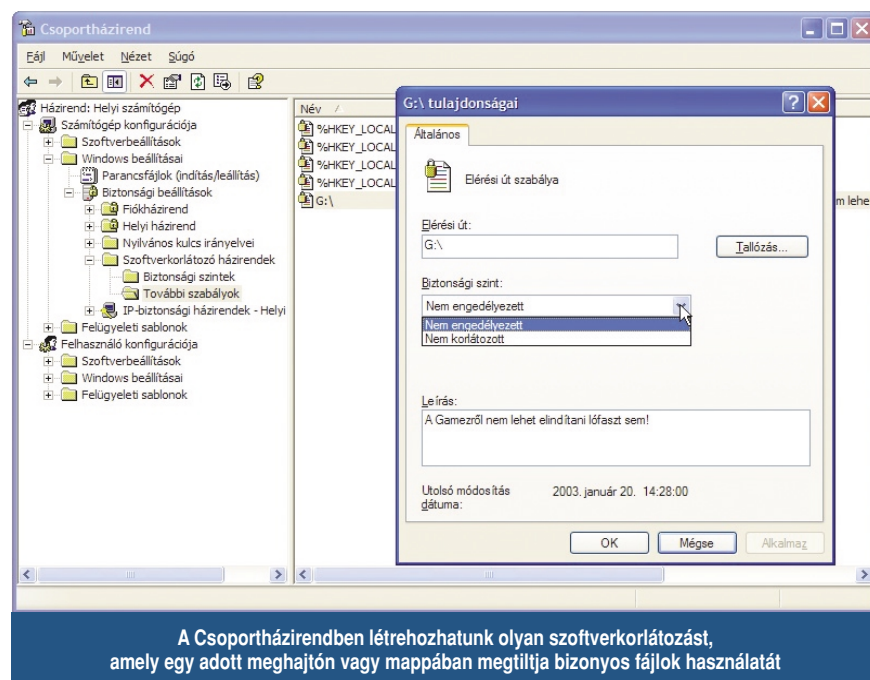 Csoportházirend
Fájl Művelet Nézet Súgó
Házirend: Helyi számítógép
Számítógép konfigurációja
Szoftverbeállítások
Windows beállításai
Parancsfájlok (indítás/leállítás)
Biztonsági beállítások
Fiókházirend
Helyi házirend
Nyilvános kulcs irányelvei
Szoftverkorlátozó házirendek
Biztonsági szintek
További szabályok
IP-biztonsági házirendek - Helyi
Felügyeleti sablonok
Felhasználó konfigurációja
Szoftverbeállítások
Windows beállításai
Felügyeleti sablonok
Név
%HKEY_LOCAL
%HKEY_LOCAL
%HKEY_LOCAL
%HKEY_LOCAL
G:\
m lehe
G:\ tulajdonságai
Általános
Elérési út szabálya
Elérési út:
G:\
Tallózás...
Biztonsági szint:
Nem engedélyezett
Nem engedélyezett
Nem korlátozott
Leírás:
A Gamezről nem lehet elindítani lófaszt sem!
Utolsó módosítás dátuma: 2003. január 20. 14:28:00
OK Mégse Alkalmaz
A Csoportházirendben létrehozhatunk olyan szoftverkorlátozást,
amely egy adott meghajtón vagy mappában megtiltja bizonyos fájlok használatát